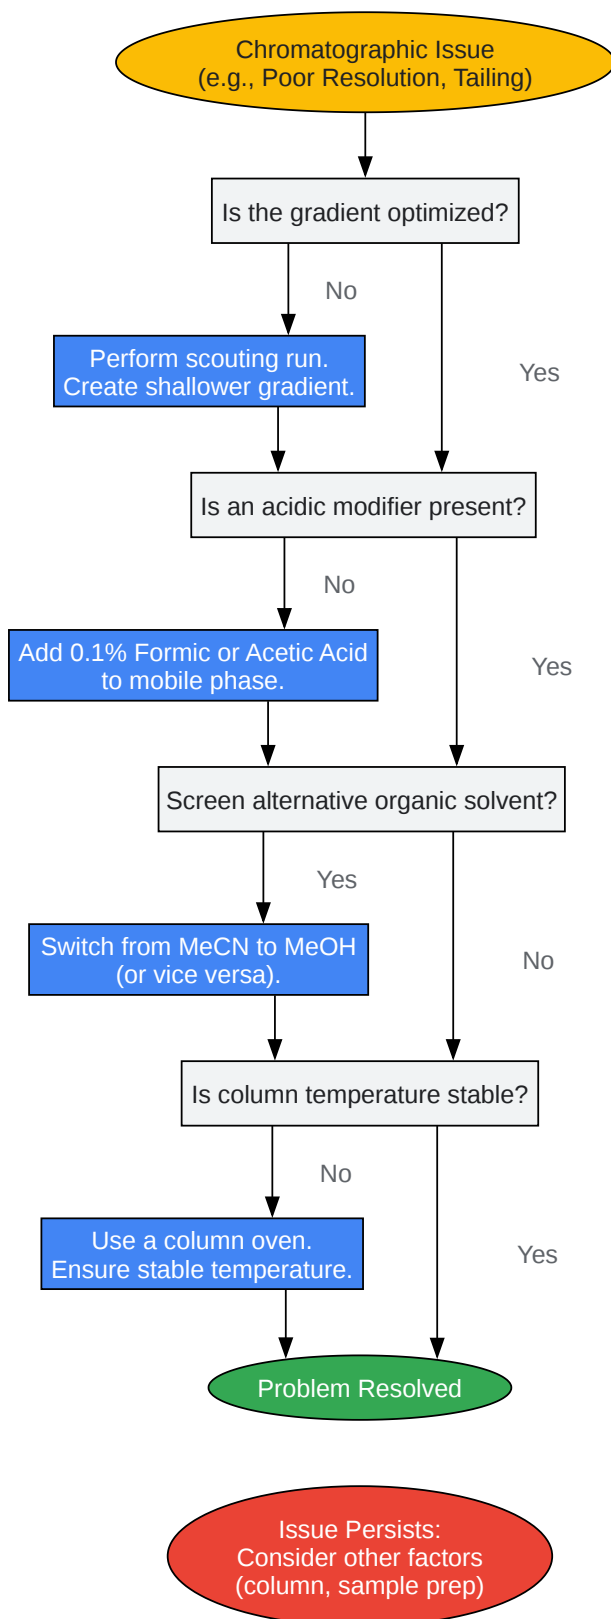 Chromatographic Issue
(e.g., Poor Resolution, Tailing)
Is the gradient optimized?
No
Perform scouting run.
Create shallower gradient.
Yes
Is an acidic modifier present?
No
Add 0.1% Formic or Acetic Acid
to mobile phase.
Yes
Screen alternative organic solvent?
Yes
Switch from MeCN to MeOH
(or vice versa).
No
Is column temperature stable?
No
Use a column oven.
Ensure stable temperature.
Yes
Problem Resolved
Issue Persists:
Consider other factors
(column, sample prep)